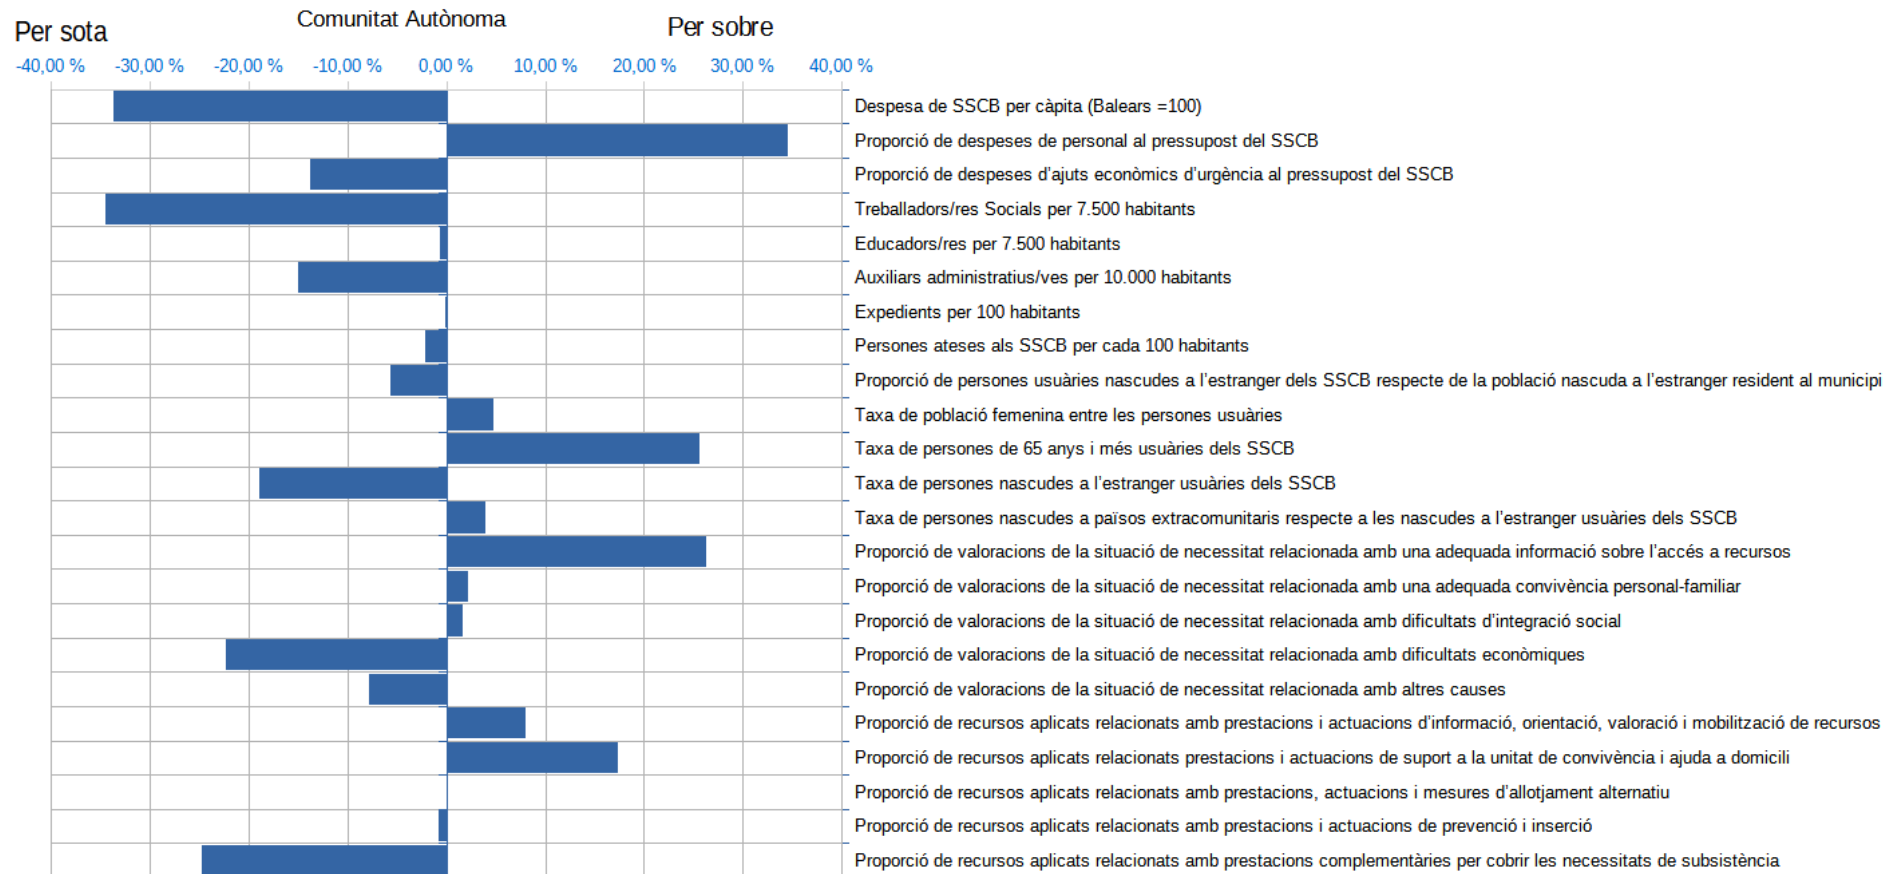 Comunitat Autònoma
Per sota
Per sobre
-40,00 % -30,00 % -20,00 % -10,00 % 0,00 % 10,00 % 20,00 % 30,00 % 40,00 %
Despesa de SSCB per càpita (Balears =100)
Proporció de despeses de personal al pressupost del SSCB
Proporció de despeses d’ajuts econòmics d’urgència al pressupost del SSCB
Treballadors/res Socials per 7.500 habitants
Educadors/res per 7.500 habitants
Auxiliars administratius/ves per 10.000 habitants
Expedients per 100 habitants
Persones ateses als SSCB per cada 100 habitants
Proporció de persones usuàries nascudes a l’estranger dels SSCB respecte de la població nascuda a l’estranger resident al municipi
Taxa de població femenina entre les persones usuàries
Taxa de persones de 65 anys i més usuàries dels SSCB
Taxa de persones nascudes a l’estranger usuàries dels SSCB
Taxa de persones nascudes a països extracomunitaris respecte a les nascudes a l’estranger usuàries dels SSCB
Proporció de valoracions de la situació de necessitat relacionada amb una adequada informació sobre l’accés a recursos
Proporció de valoracions de la situació de necessitat relacionada amb una adequada convivència personal-familiar
Proporció de valoracions de la situació de necessitat relacionada amb dificultats d’integració social
Proporció de valoracions de la situació de necessitat relacionada amb dificultats econòmiques
Proporció de valoracions de la situació de necessitat relacionada amb altres causes
Proporció de recursos aplicats relacionats amb prestacions i actuacions d’informació, orientació, valoració i mobilització de recursos
Proporció de recursos aplicats relacionats prestacions i actuacions de suport a la unitat de convivència i ajuda a domicili
Proporció de recursos aplicats relacionats amb prestacions, actuacions i mesures d’allotjament alternatiu
Proporció de recursos aplicats relacionats amb prestacions i actuacions de prevenció i inserció
Proporció de recursos aplicats relacionats amb prestacions complementàries per cobrir les necessitats de subsistència